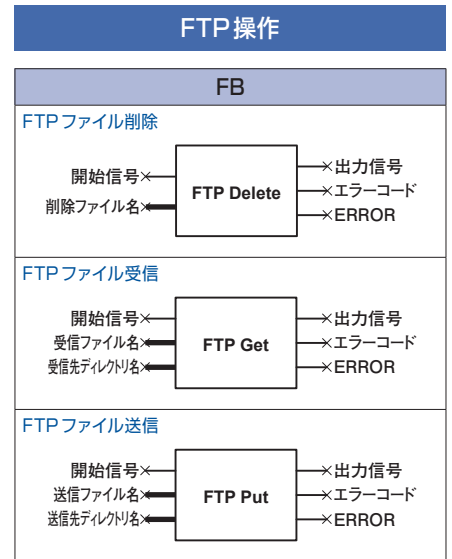 FTP操作
FB
FTPファイル削除
開始信号
削除ファイル名
FTP Delete
出力信号
エラーコード
ERROR
FTPファイル受信
開始信号
受信ファイル名
受信先ディレクトリ名
FTP Get
出力信号
エラーコード
ERROR
FTPファイル送信
開始信号
送信ファイル名
送信先ディレクトリ名
FTP Put
出力信号
エラーコード
ERROR